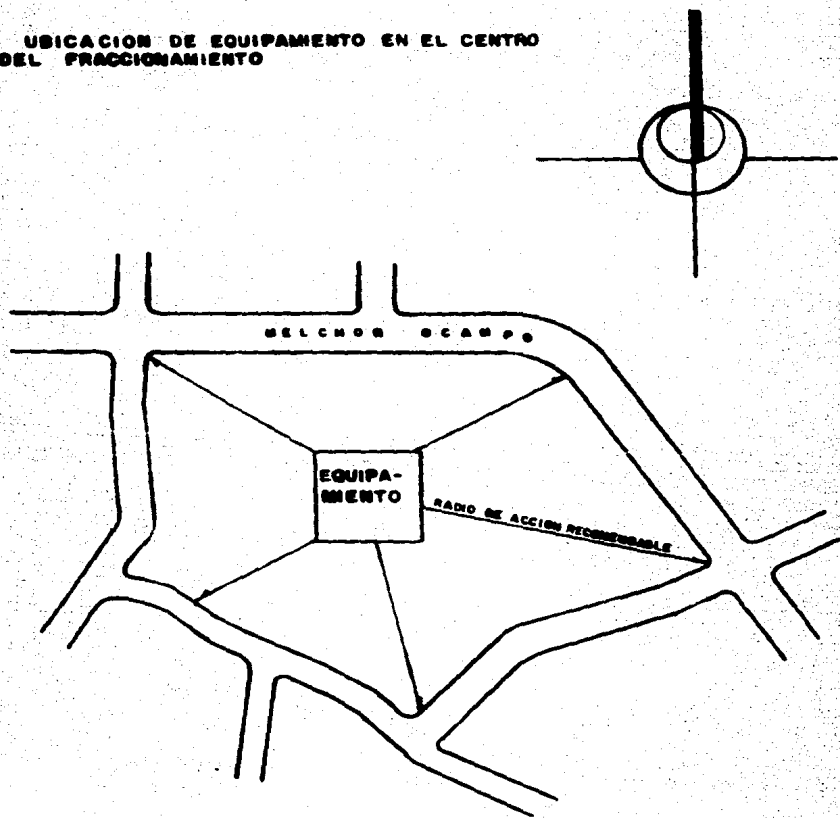 UBICACION DE EQUIPAMIENTO EN EL CENTRO
DEL FRACCIONAMIENTO
MELCHOR OCAMPO
EQUIPA-
MIENTO
RADIO DE ACCION RECOMENDABLE